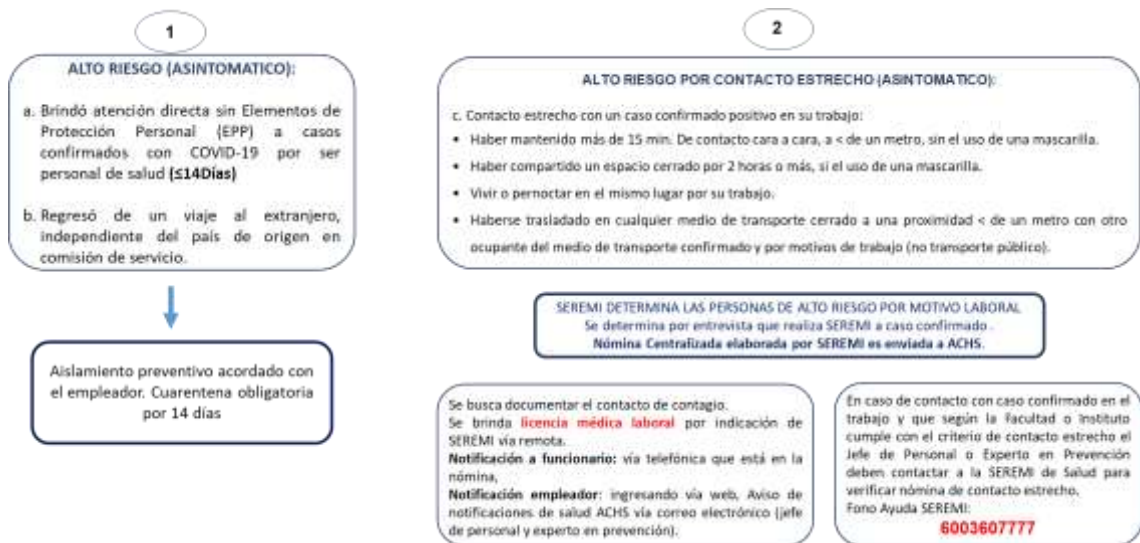 1
ALTO RIESGO (ASINTOMATICO):
a. Brindó atención directa sin Elementos de
Protección Personal (EPP) a casos
confirmados con COVID-19 por ser
personal de salud (≤14Días)
b. Regresó de un viaje al extranjero,
independiente del país de origen en
comisión de servicio.
Aislamiento preventivo acordado con
el empleador. Cuarentena obligatoria
por 14 días
2
ALTO RIESGO POR CONTACTO ESTRECHO (ASINTOMATICO):
c. Contacto estrecho con un caso confirmado positivo en su trabajo:
• Haber mantenido más de 15 min. De contacto cara a cara, a < de un metro, sin el uso de una mascarilla.
• Haber compartido un espacio cerrado por 2 horas o más, si el uso de una mascarilla.
• Vivir o pernoctar en el mismo lugar por su trabajo.
• Haberse trasladado en cualquier medio de transporte cerrado a una proximidad < de un metro con otro
ocupante del medio de transporte confirmado y por motivos de trabajo (no transporte público).
SEREMI DETERMINA LAS PERSONAS DE ALTO RIESGO POR MOTIVO LABORAL
Se determina por entrevista que realiza SEREMI a caso confirmado .
Nómina Centralizada elaborada por SEREMI es enviada a ACHS.
Se busca documentar el contacto de contagio.
Se brinda licencia médica laboral por indicación de
SEREMI vía remota.
Notificación a funcionario: vía telefónica que está en la
nómina,
Notificación empleador: ingresando vía web, Aviso de
notificaciones de salud ACHS vía correo electrónico (jefe
de personal y experto en prevención).
En caso de contacto con caso confirmado en el
trabajo y que según la Facultad o Instituto
cumple con el criterio de contacto estrecho el
Jefe de Personal o Experto en Prevención
deben contactar a la SEREMI de Salud para
verificar nómina de contacto estrecho.
Fono Ayuda SEREMI:
6003607777